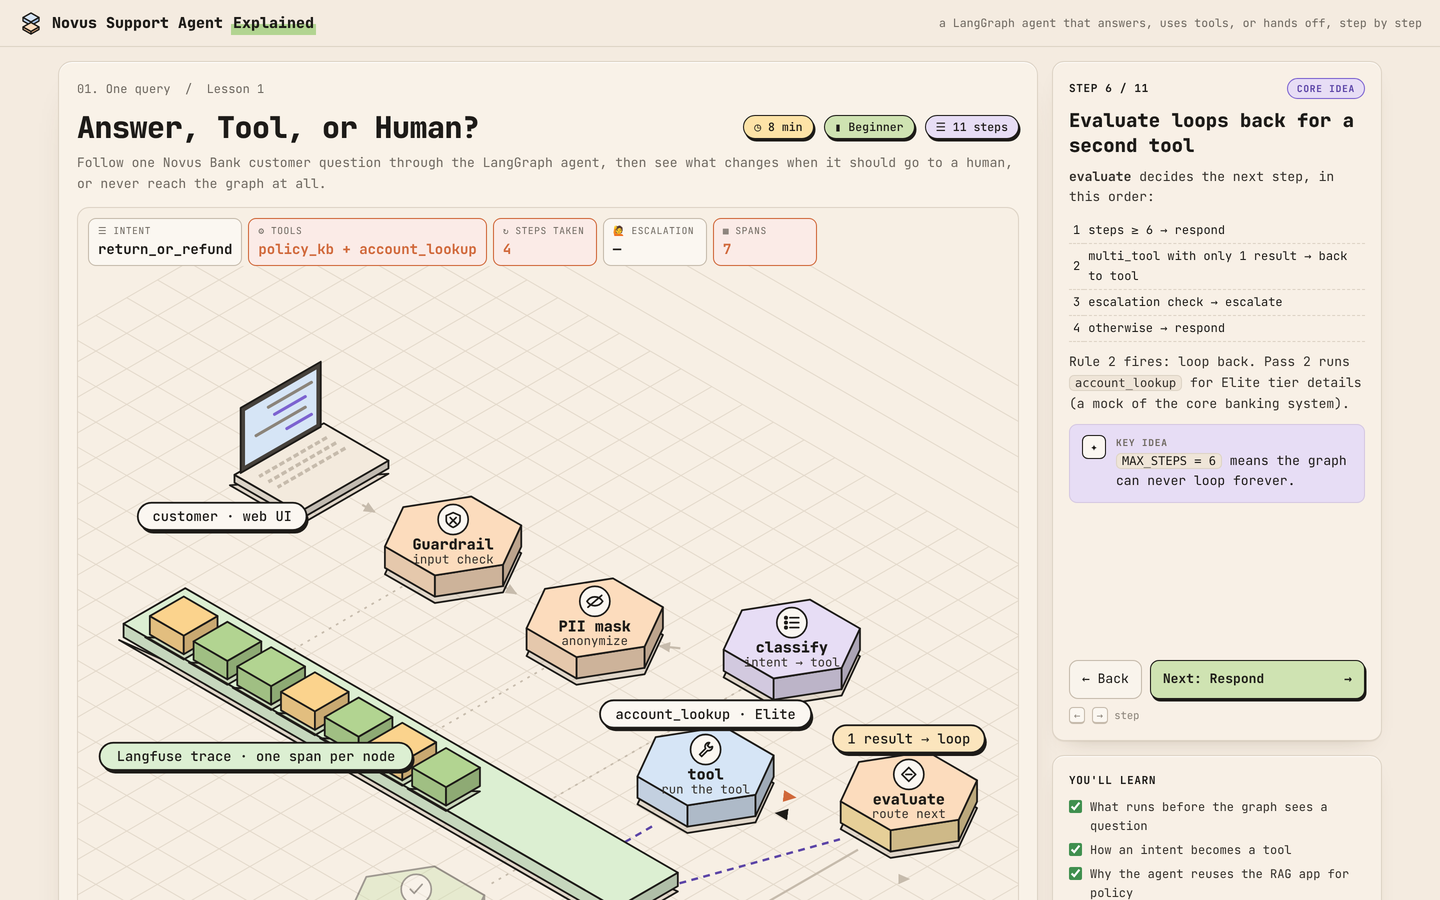 Novus Support Agent Explained
a LangGraph agent that answers, uses tools, or hands off, step by step
01. One query / Lesson 1
Answer, Tool, or Human?
8 min
Beginner
11 steps
Follow one Novus Bank customer question through the LangGraph agent, then see what changes when it should go to a human,
or never reach the graph at all.
INTENT
return_or_refund
TOOLS
policy_kb + account_lookup
STEPS TAKEN
4
ESCALATION
—
SPANS
7
customer · web UI
Guardrail
input check
PII mask
anonymize
classify
intent → tool
account_lookup · Elite
tool
run the tool
1 result → loop
evaluate
route next
Langfuse trace · one span per node
STEP 6 / 11
CORE IDEA
Evaluate loops back for a
second tool
evaluate decides the next step, in
this order:
1 steps ≥ 6 → respond
2 multi_tool with only 1 result → back
to tool
3 escalation check → escalate
4 otherwise → respond
Rule 2 fires: loop back. Pass 2 runs
account_lookup for Elite tier details
(a mock of the core banking system).
KEY IDEA
MAX_STEPS = 6 means the graph
can never loop forever.
← Back
Next: Respond →
← → step
YOU'LL LEARN
What runs before the graph sees a
question
How an intent becomes a tool
Why the agent reuses the RAG app for
policy